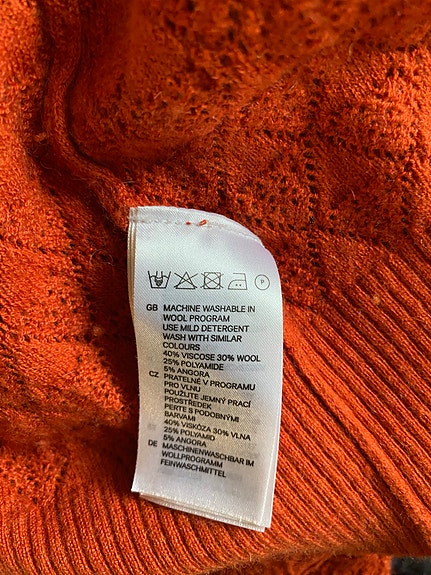 P
GB MACHINE WASHABLE IN
WOOL PROGRAM
USE MILD DETERGENT
WASH WITH SIMILAR
COLOURS
40% VISCOSE 30% WOOL
25% POLYAMIDE
5% ANGORA
CZ PRATELNÉ V PROGRAMU
PRO VLNU
POUŽIJTE JEMNÝ PRACÍ
PROSTŘEDEK
PERTE S PODOBNÝMI
BARVAMI
40% VISKÓZA 30% VLNA
25% POLYAMID
5% ANGORA
DE MASCHINENWASCHBAR IM
WOLLPROGRAMM
FEINWASCHMITTEL